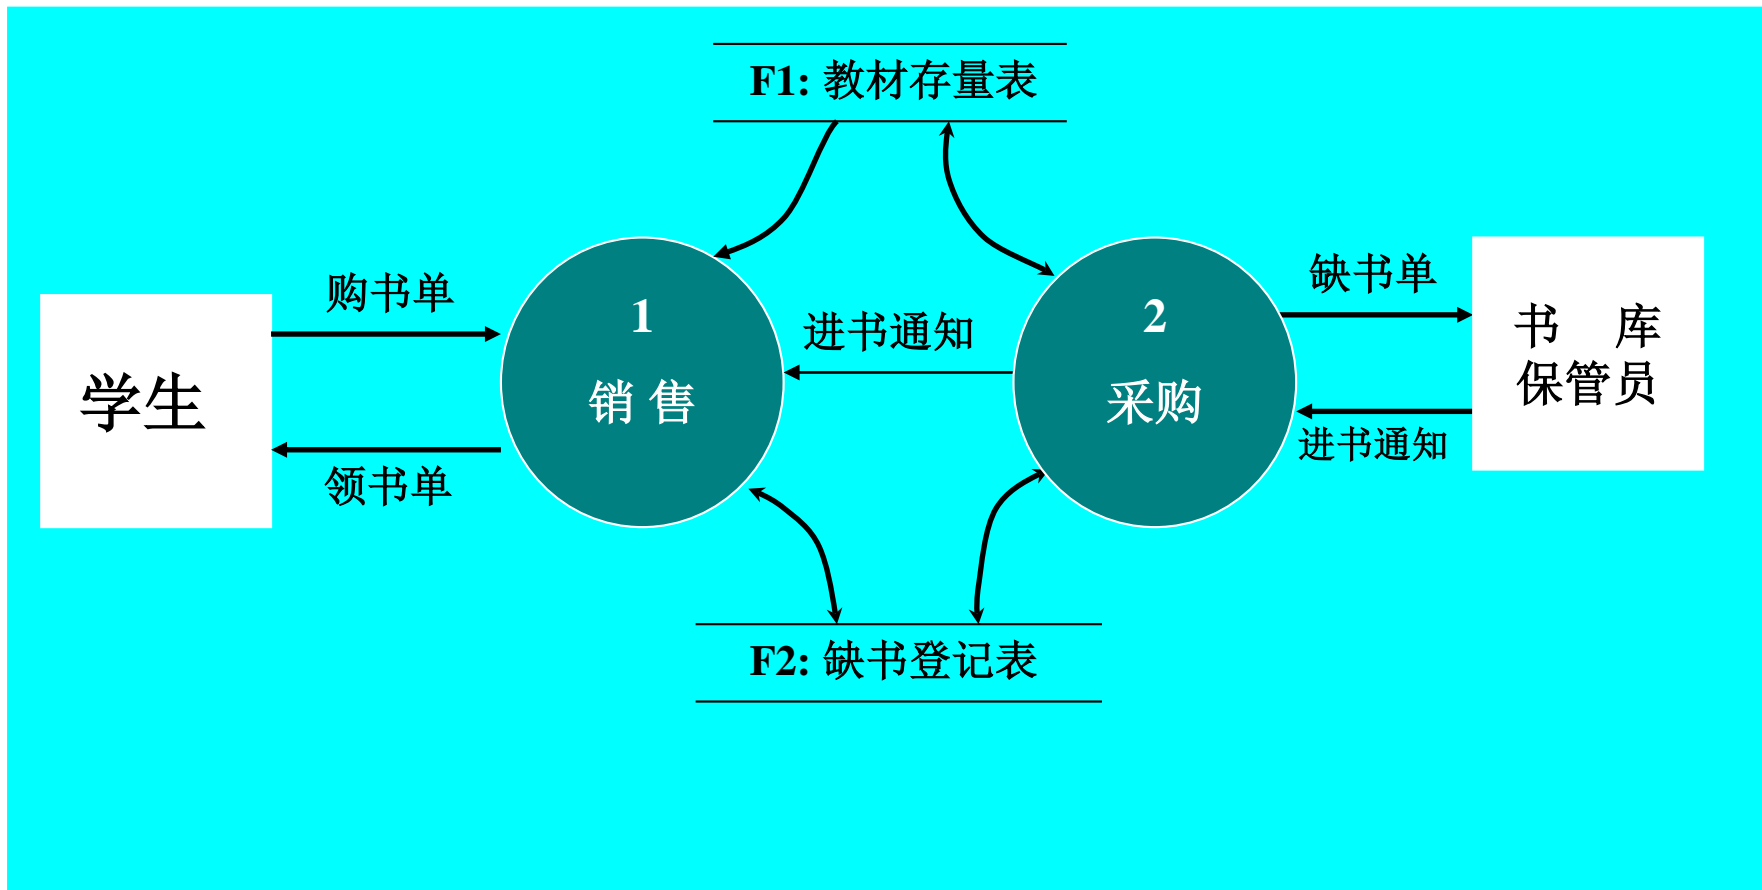 F1: 教材存量表
购书单
学生
领书单
1
销 售
进书通知
2
采购
缺书单
书 库
保管员
进书通知
F2: 缺书登记表